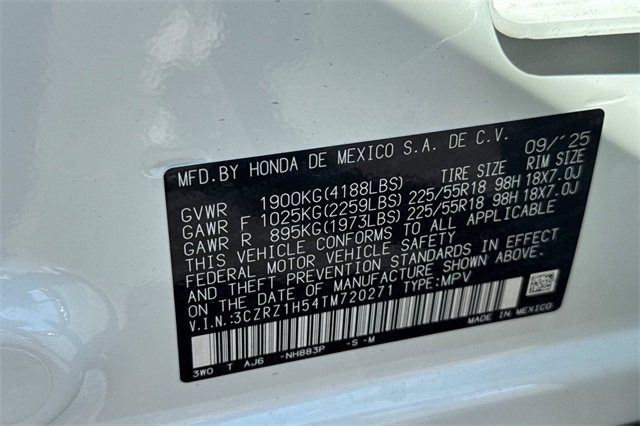 MFD.BY HONDA DE MEXICO S.A. DE C.V. 09/'25
TIRE SIZE RIM SIZE
GVWR 1900KG(4188LBS)
GAWR F 1025KG(2259LBS) 225/55R18 98H 18X7.0J
GAWR R 895KG(1973LBS) 225/55R18 98H 18X7.0J
THIS VEHICLE CONFORMS TO ALL APPLICABLE
FEDERAL MOTOR VEHICLE SAFETY
AND THEFT PREVENTION STANDARDS IN EFFECT
ON THE DATE OF MANUFACTURE SHOWN ABOVE.
V.I.N.:3CZRZ1H54TM720271 TYPE:MPV
3W0 T AJ6 -NH883P -S-M MADE IN MEXICO